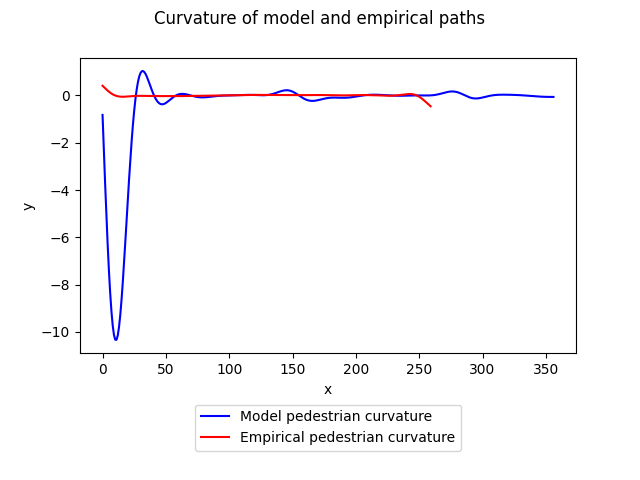 Curvature of model and empirical paths
0
−2
−4
−6
−8
−10
y
0 50 100 150 200 250 300 350
x
Model pedestrian curvature
Empirical pedestrian curvature